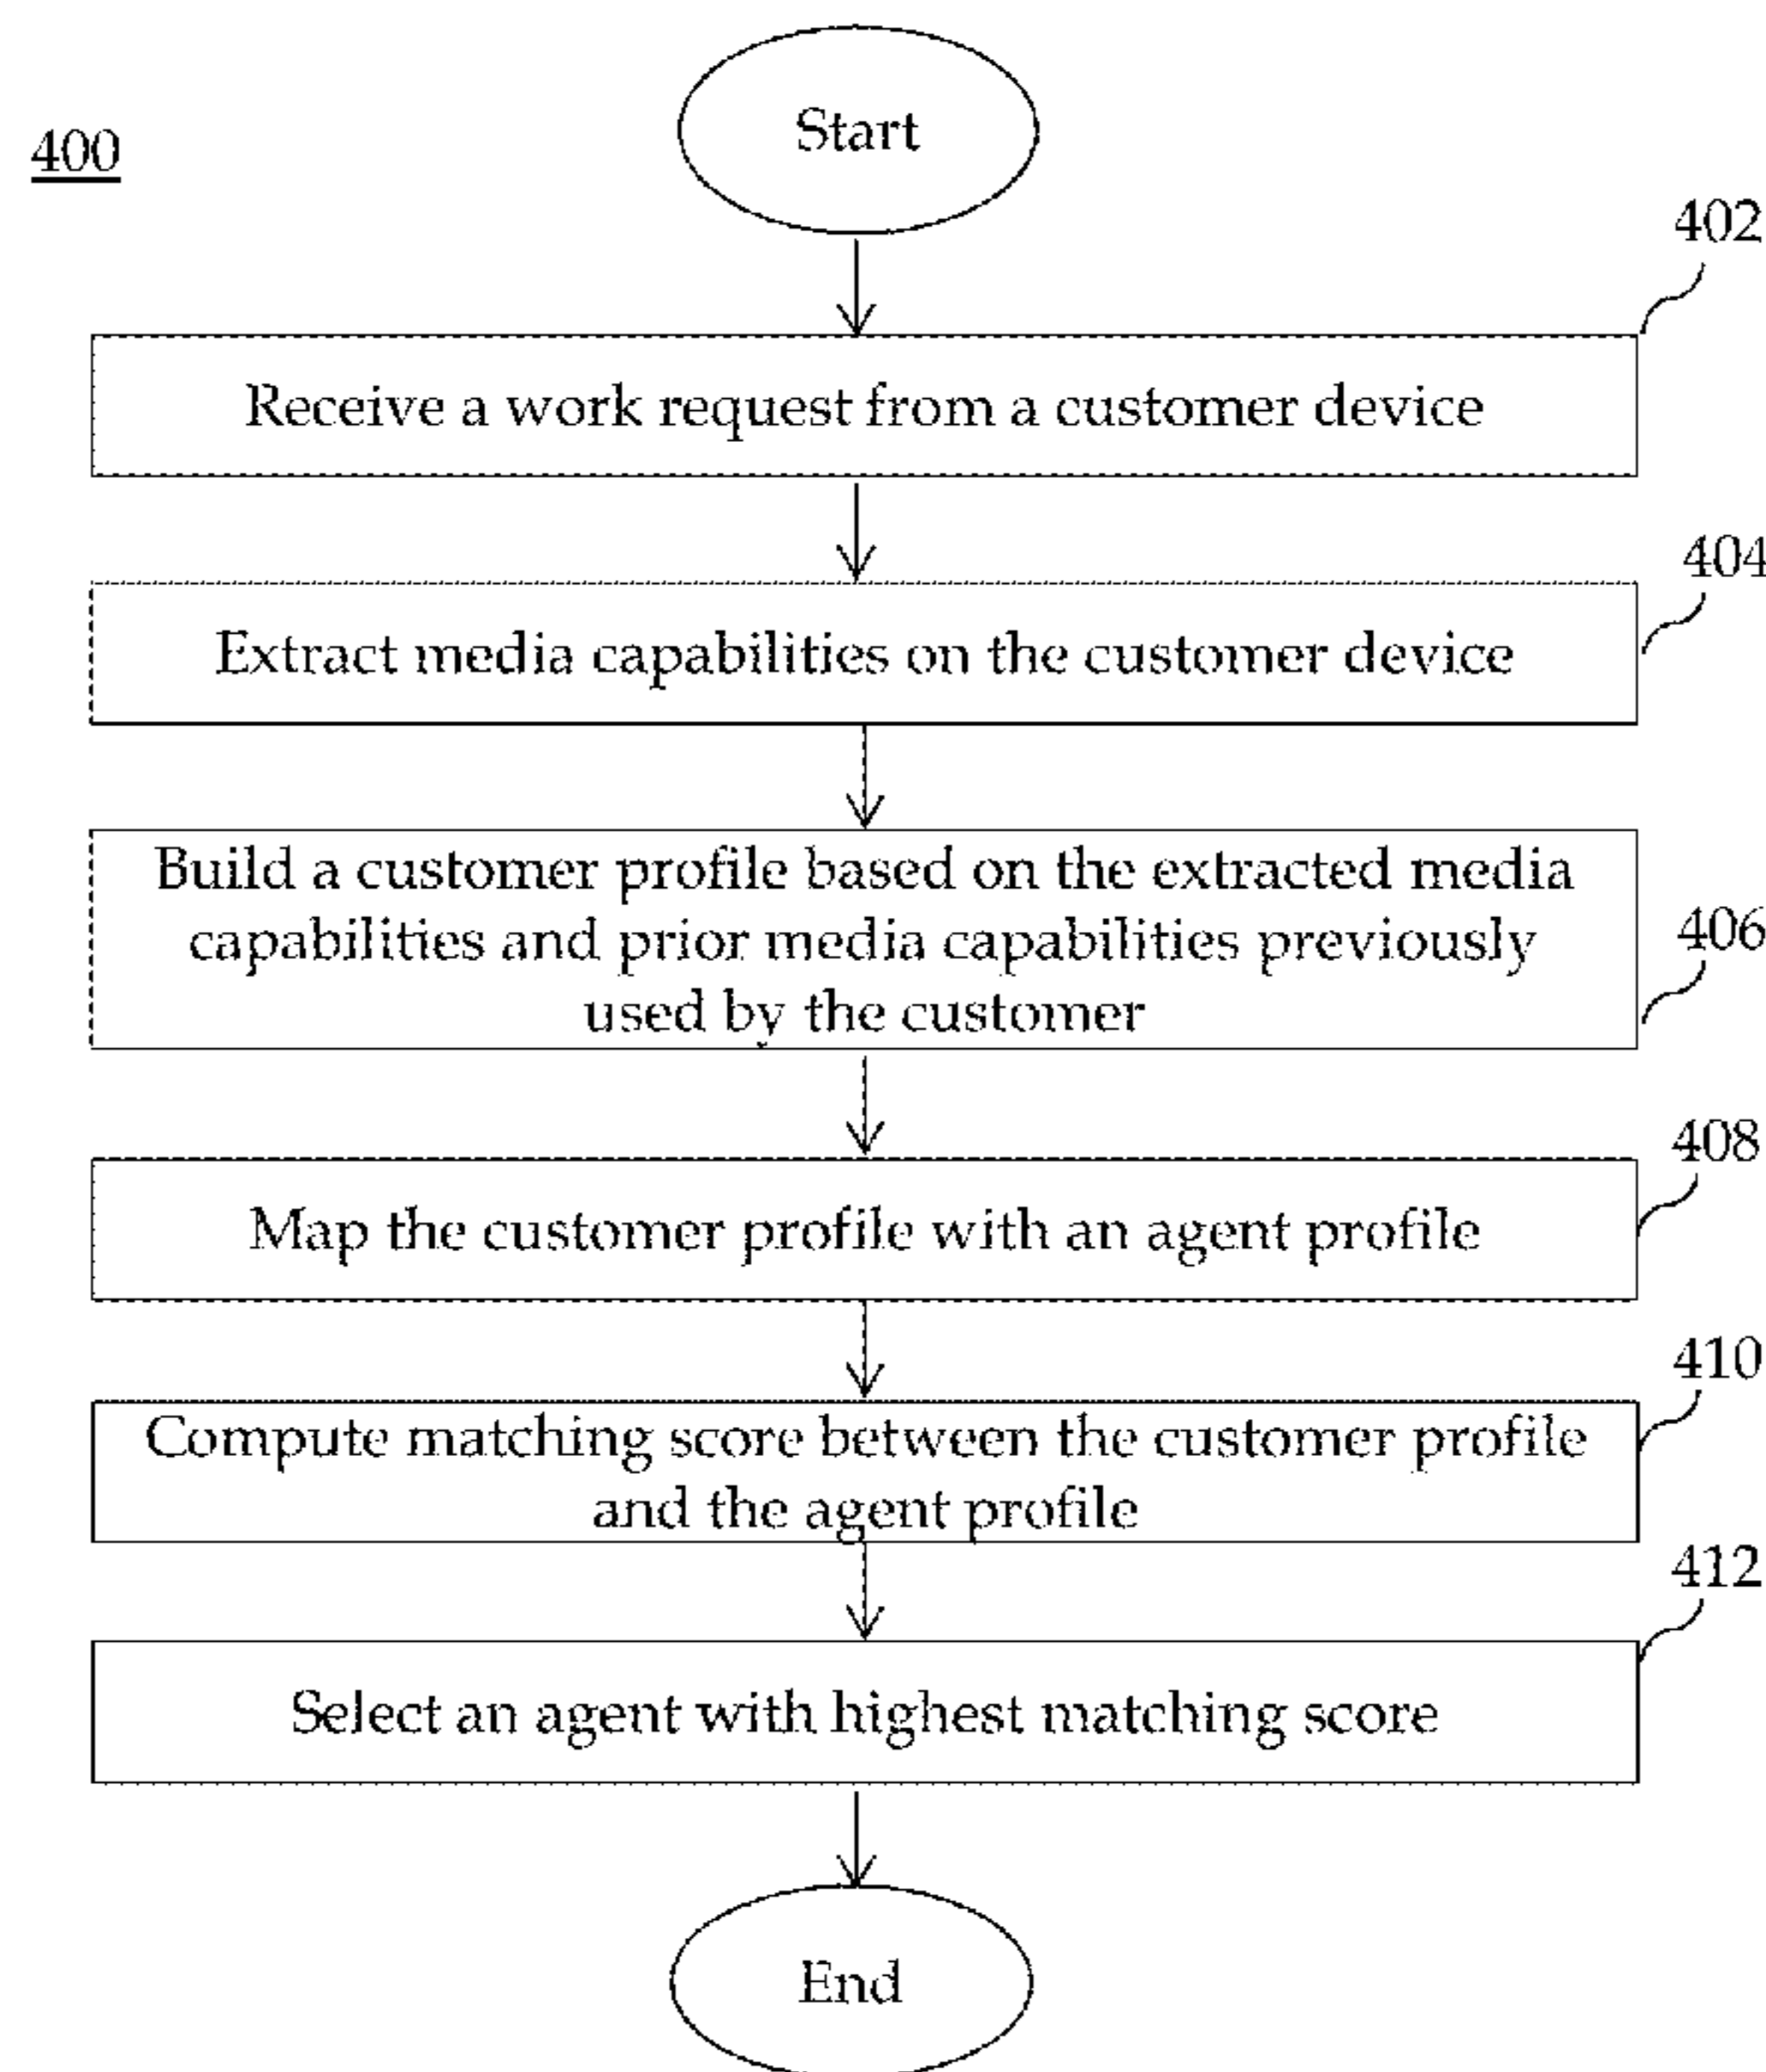 Start
400
402
Receive a work request from a customer device
404
Extract media capabilities on the customer device
Build a customer profile based on the extracted media
capabilities and prior media capabilities previously
used by the customer
406
408
Map the customer profile with an agent profile
410
Compute matching score between the customer profile
and the agent profile
412
Select an agent with highest matching score
End